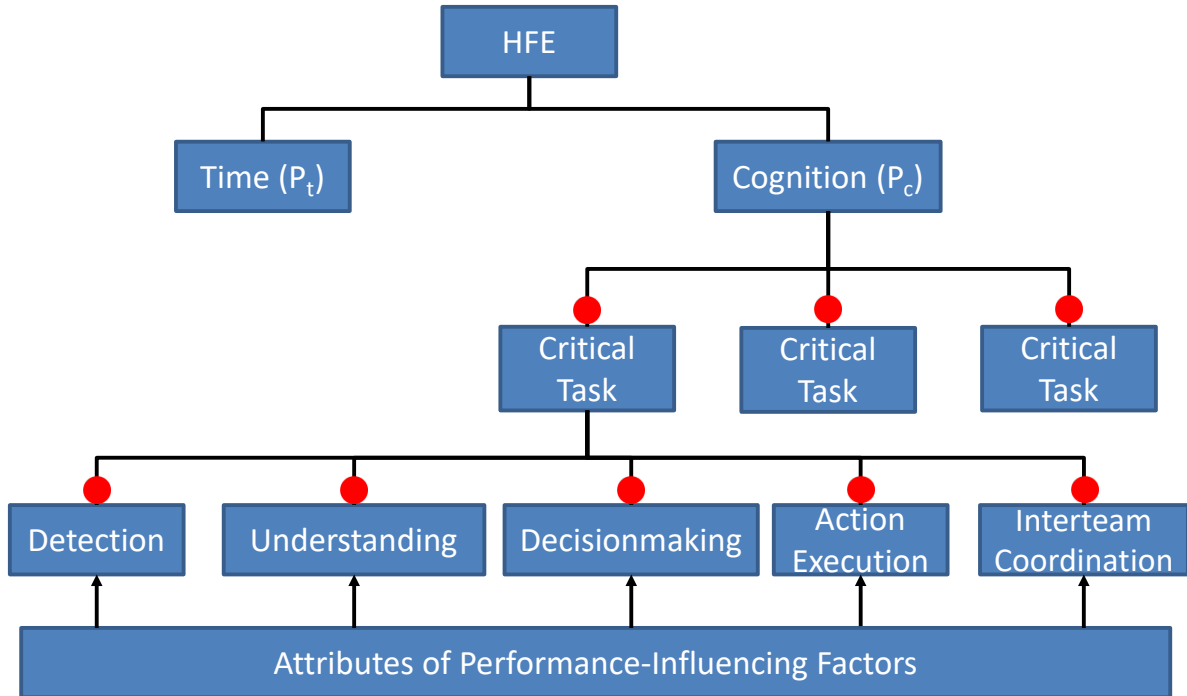 HFE
Time (Pt)
Cognition (Pc)
Critical
Task
Critical
Task
Critical
Task
Detection
Understanding
Decisionmaking
Action
Execution
Interteam
Coordination
Attributes of Performance-Influencing Factors